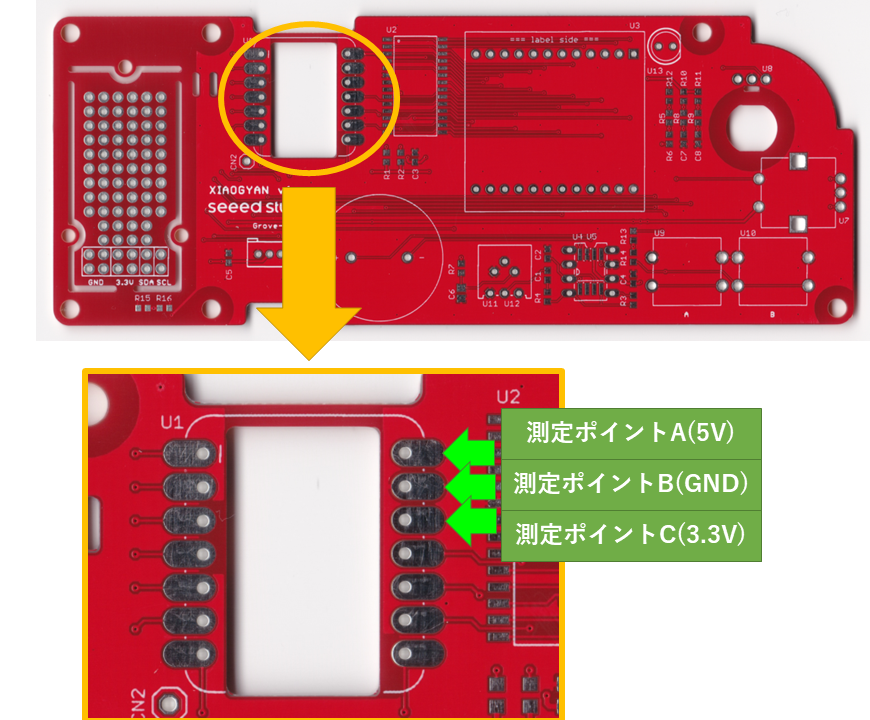 U2
U3
=== label side ===
U13
U8
R12
R10
R11
R5
R8
R9
R6
C7
C8
CN2
R1
R2
C3
XIAOGYAN
seeed
Grove-
U7
U4 U5
R13
U9
U10
C5
R7
C2
R14
C1
C4
C6
R4
R3
U11 U12
A
B
GND 3.3V SDA SCL
R15 R16
U1
U2
測定ポイントA(5V)
測定ポイントB(GND)
測定ポイントC(3.3V)
CN2